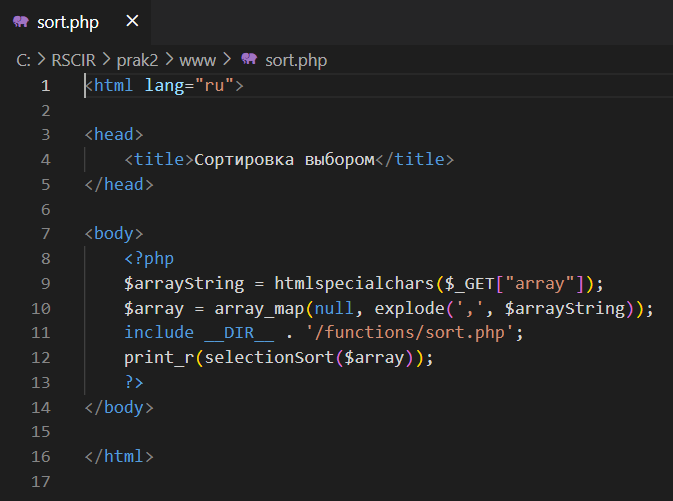 sort.php ×
C: > RSCIR > prak2 > www > sort.php
1 <html lang="ru">
2
3 <head>
4 <title>Сортировка выбором</title>
5 </head>
6
7 <body>
8 <?php
9 $arrayString = htmlspecialchars($_GET["array"]);
10 $array = array_map(null, explode(',', $arrayString));
11 include __DIR__ . '/functions/sort.php';
12 print_r(selectionSort($array));
13 ?>
14 </body>
15
16 </html>
17